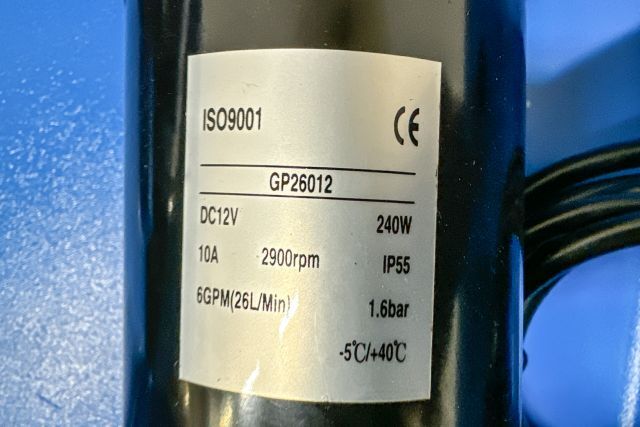 ISO9001 CE
GP26012
DC12V 240W
10A 2900rpm IP55
6GPM(26L/Min) 1.6bar
-5℃/+40℃